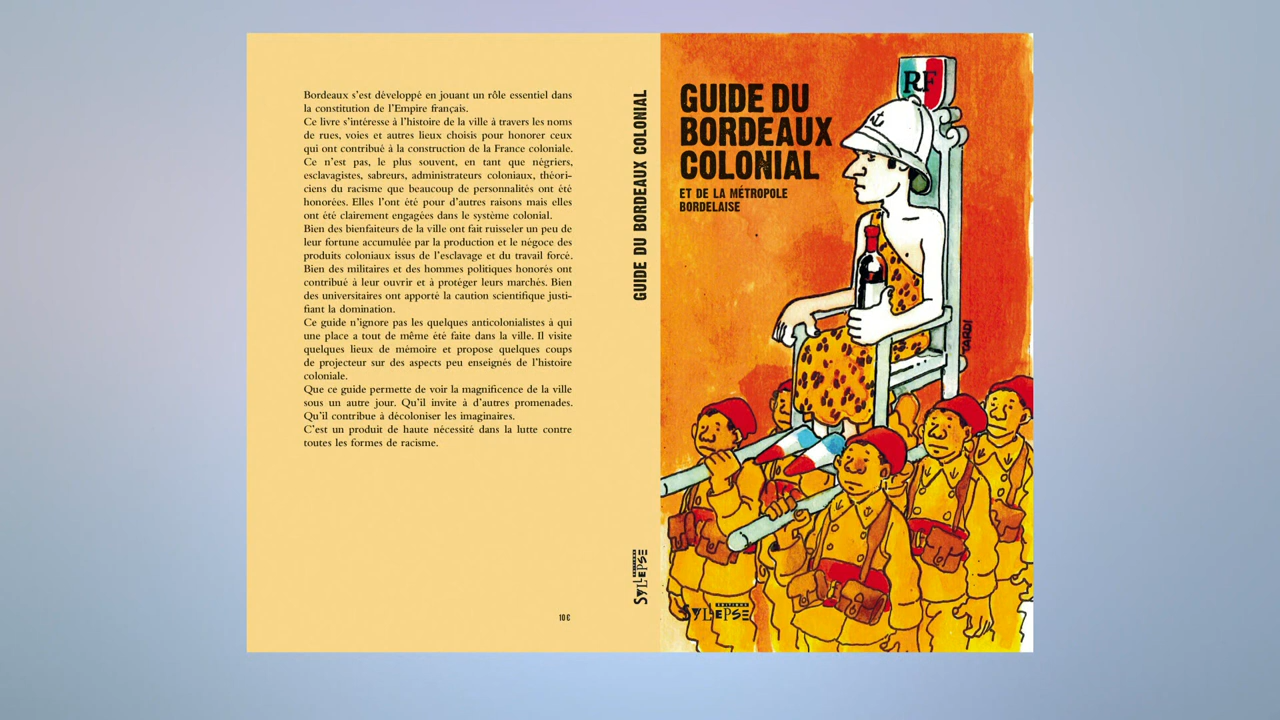 Bordeaux s'est développé en jouant un rôle essentiel dans
la constitution de l'Empire français.
Ce livre s'intéresse à l'histoire de la ville à travers les noms
de rues, voies et autres lieux choisis pour honorer ceux
qui ont contribué à la construction de la France coloniale.
Ce n'est pas, le plus souvent, en tant que négriers,
esclavagistes, sabreurs, administrateurs coloniaux, théori-
ciens du racisme que beaucoup de personnalités ont été
honorées. Elles l'ont été pour d'autres raisons mais elles
ont été clairement engagées dans le système colonial.
Bien des bienfaiteurs de la ville ont fait ruisseler un peu de
leur fortune accumulée par la production et le négoce des
produits coloniaux issus de l'esclavage et du travail forcé.
Bien des militaires et des hommes politiques honorés ont
contribué à leur ouvrir et à protéger leurs marchés. Bien
des universitaires ont apporté la caution scientifique justi-
fiant la domination.
Ce guide n'ignore pas les quelques anticolonialistes à qui
une place a tout de même été faite dans la ville. Il visite
quelques lieux de mémoire et propose quelques coups
de projecteur sur des aspects peu enseignés de l'histoire
coloniale.
Que ce guide permette de voir la magnificence de la ville
sous un autre jour. Qu'il invite à d'autres promenades.
Qu'il contribue à décoloniser les imaginaires.
C'est un produit de haute nécessité dans la lutte contre
toutes les formes de racisme.
10€
GUIDE DU BORDEAUX COLONIAL
ÉDITIONS
SYLLEPSE
GUIDE DU
BORDEAUX
COLONIAL
ET DE LA MÉTROPOLE
BORDELAISE
RF
TARDI
ÉDITIONS
SYLLEPSE